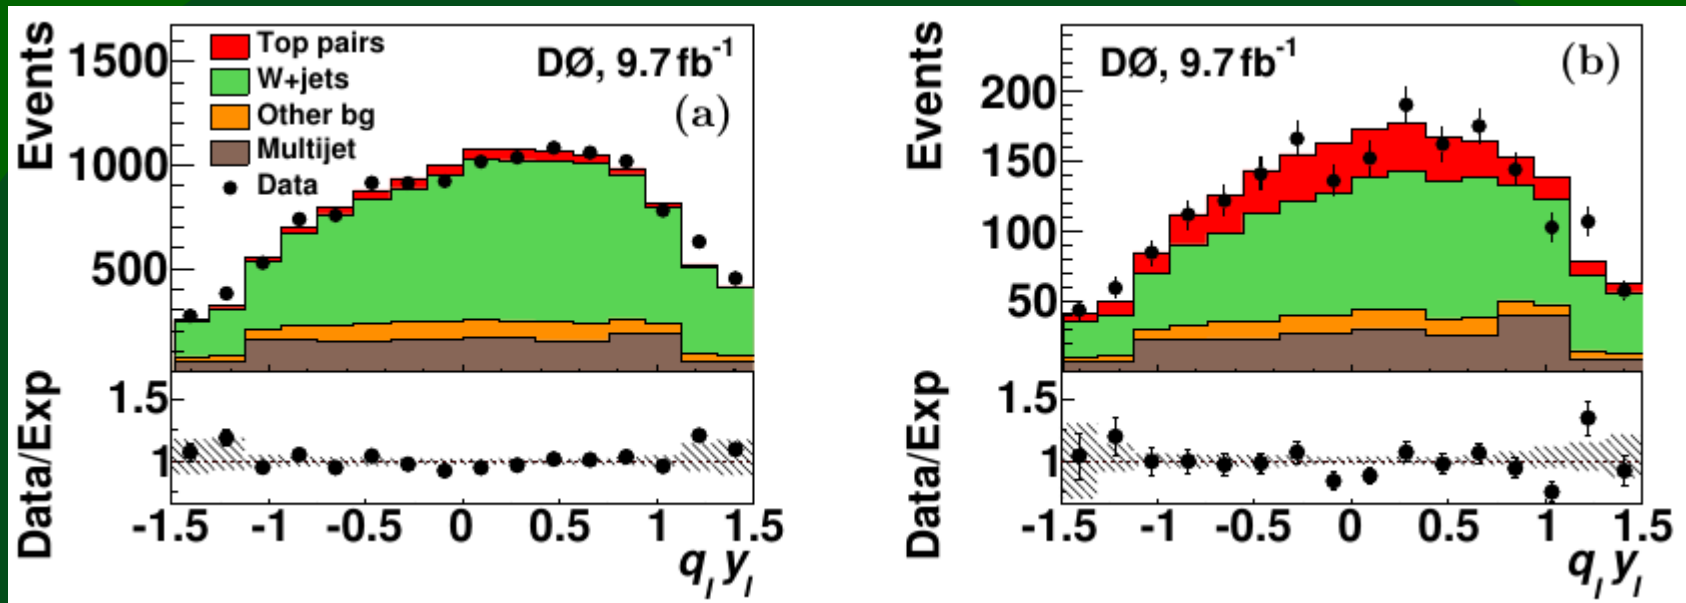 Events
1500
1000
500
Top pairs
W+jets
Other bg
Multijet
Data
DØ, 9.7 fb⁻¹
(a)
Data/Exp
1.5
1
-1.5 -1 -0.5 0 0.5 1 1.5
qₗ yₗ
Events
200
150
100
50
DØ, 9.7 fb⁻¹
(b)
Data/Exp
1.5
1
-1.5 -1 -0.5 0 0.5 1 1.5
qₗ yₗ